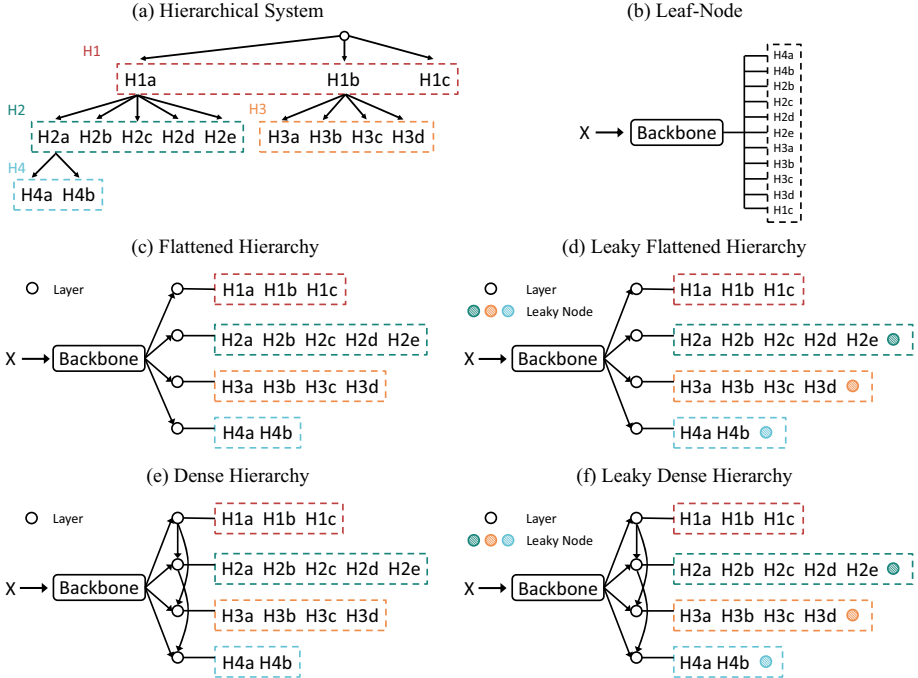 (a) Hierarchical System
H1
H1a H1b H1c
H2
H2a H2b H2c H2d H2e
H3
H3a H3b H3c H3d
H4
H4a H4b
(b) Leaf-Node
X Backbone
H4a
H4b
H2b
H2c
H2d
H2e
H3a
H3b
H3c
H3d
H1c
(c) Flattened Hierarchy
Layer
X Backbone
H1a H1b H1c
H2a H2b H2c H2d H2e
H3a H3b H3c H3d
H4a H4b
(d) Leaky Flattened Hierarchy
Layer
Leaky Node
X Backbone
H1a H1b H1c
H2a H2b H2c H2d H2e
H3a H3b H3c H3d
H4a H4b
(e) Dense Hierarchy
Layer
X Backbone
H1a H1b H1c
H2a H2b H2c H2d H2e
H3a H3b H3c H3d
H4a H4b
(f) Leaky Dense Hierarchy
Layer
Leaky Node
X Backbone
H1a H1b H1c
H2a H2b H2c H2d H2e
H3a H3b H3c H3d
H4a H4b